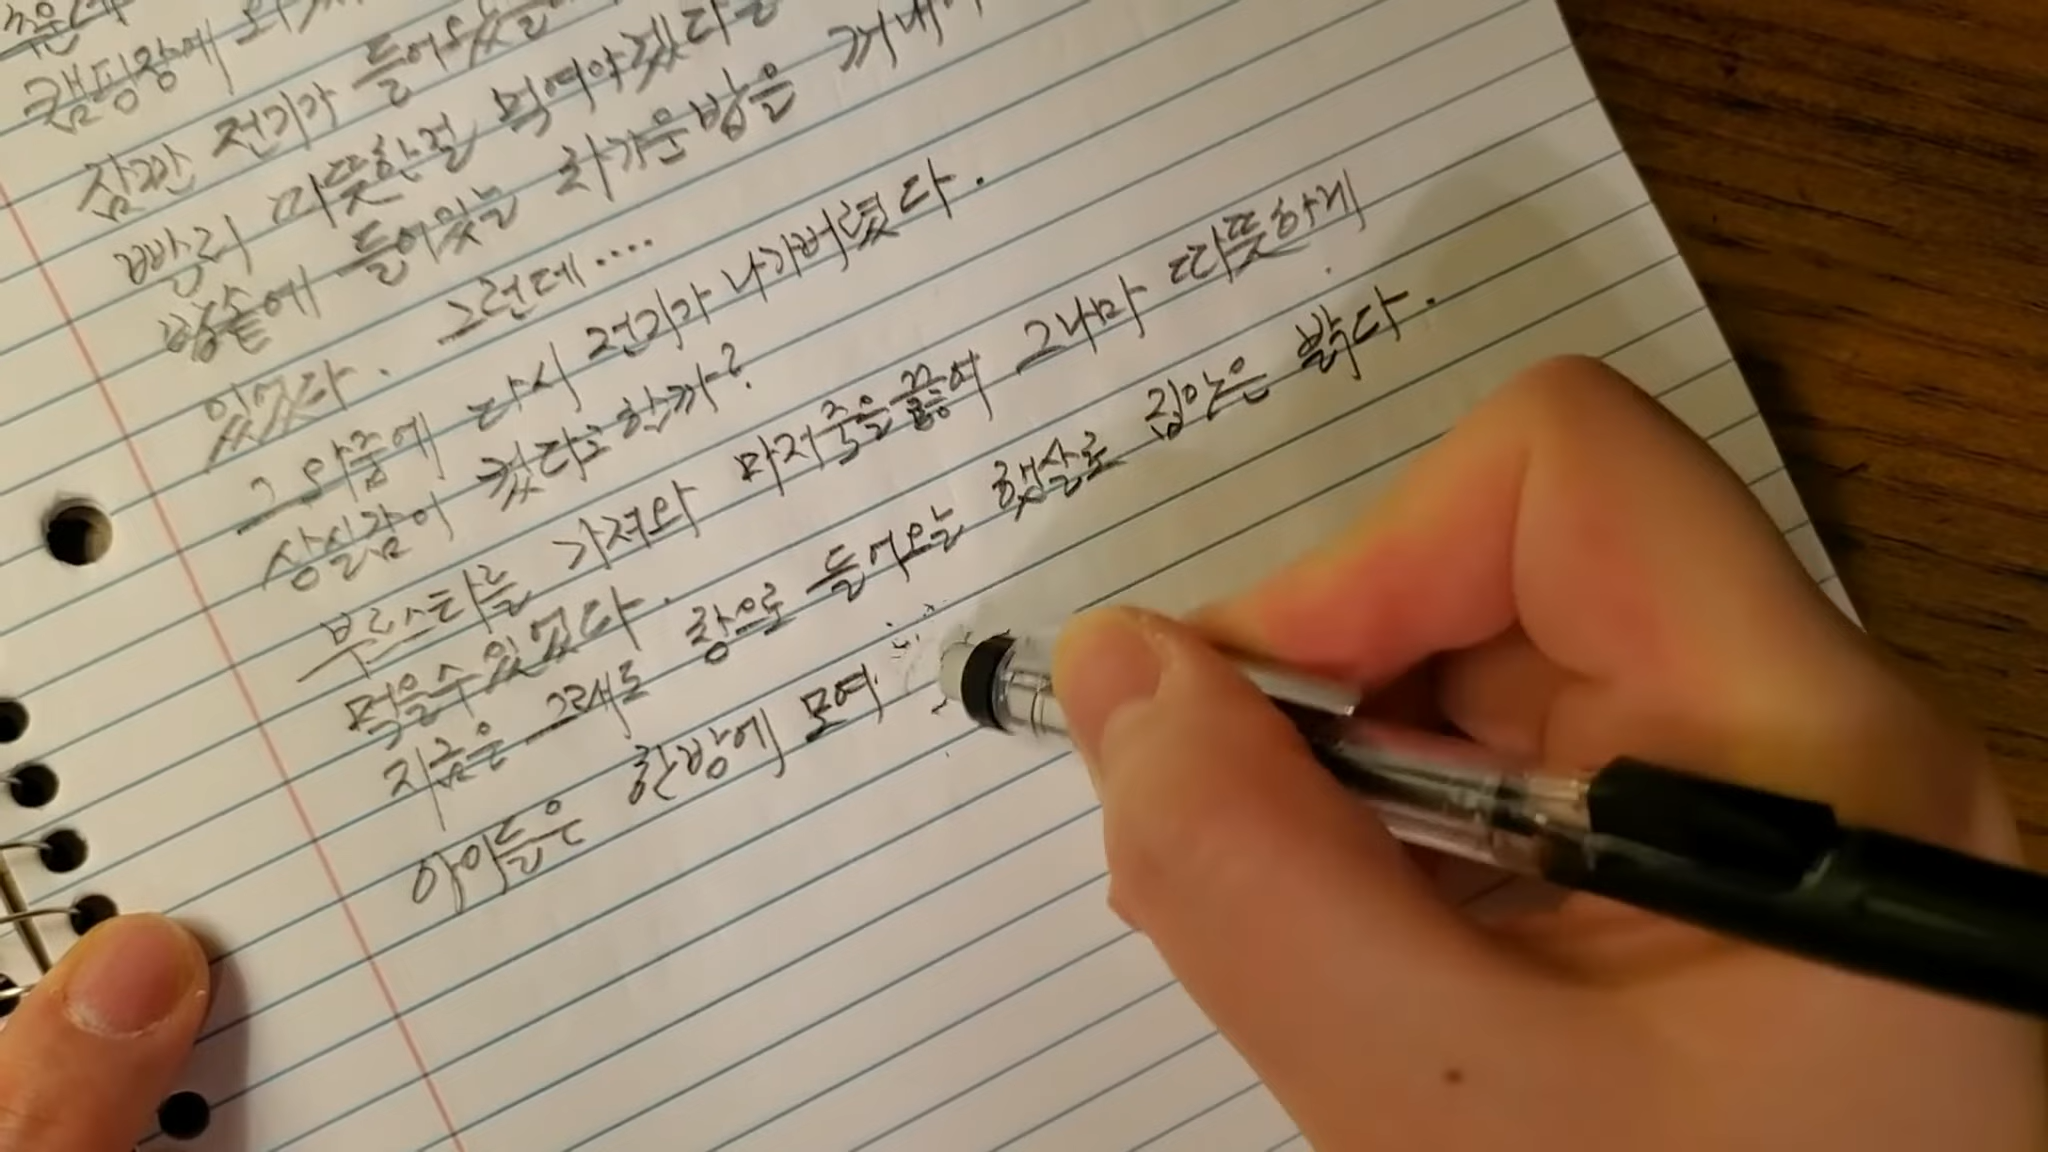 캠핑장에
잠깐 전기가 들어왔을
빨리 따뜻한걸 먹여야겠다는
밥솥에 들어있는 차가운밥을 꺼내
있었다. 그런데....
그 와중에 다시 전기가 나가버렸다.
상실감이 컸다고할까?
부르스타를 가져와 마저죽을끓여 그나마 따뜻하게
먹을수있었다.
지금은 그래도 창으로 들어오는 햇살로 집안은 밝다.
아이들은 한방에 모여